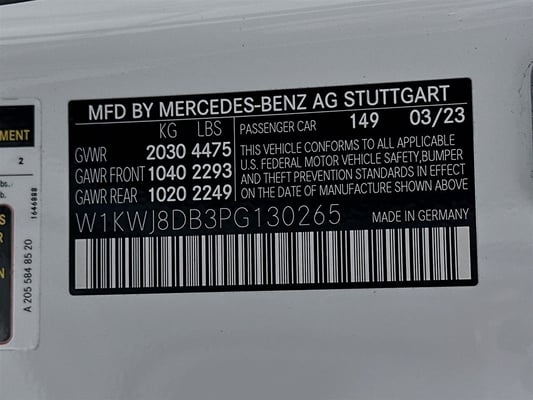 MFD BY MERCEDES-BENZ AG STUTTGART
KG LBS
GVWR 2030 4475
GAWR FRONT 1040 2293
GAWR REAR 1020 2249
PASSENGER CAR 149 03/23
THIS VEHICLE CONFORMS TO ALL APPLICABLE
U.S. FEDERAL MOTOR VEHICLE SAFETY, BUMPER
AND THEFT PREVENTION STANDARDS IN EFFECT
ON THE DATE OF MANUFACTURE SHOWN ABOVE
W1KWJ8DB3PG130265 MADE IN GERMANY
MENT
2
lbs.
lb.
1646888
S
R
N
A 205 584 85 20